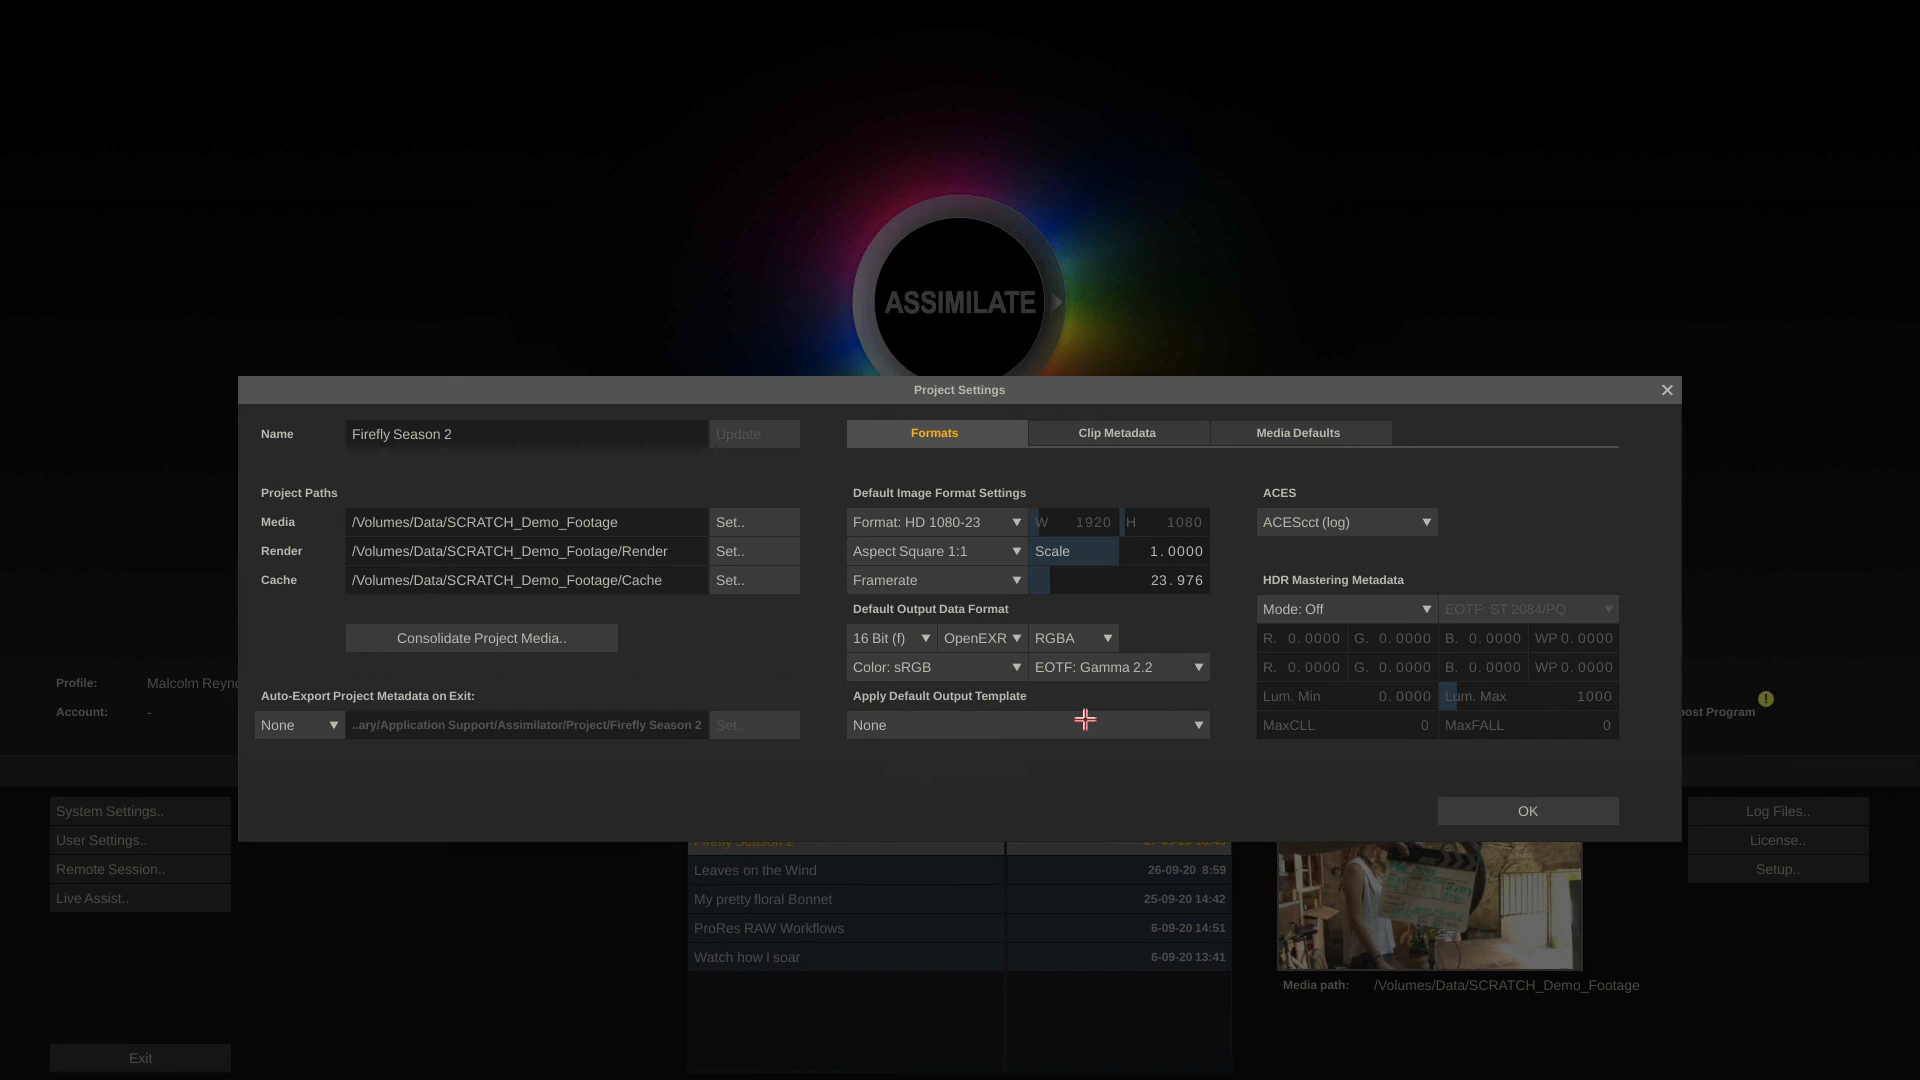 ASSIMILATE
Project Settings
Name
Firefly Season 2
Update
Formats
Clip Metadata
Media Defaults
Project Paths
Media
/Volumes/Data/SCRATCH_Demo_Footage
Set..
Render
/Volumes/Data/SCRATCH_Demo_Footage/Render
Set..
Cache
/Volumes/Data/SCRATCH_Demo_Footage/Cache
Set..
Consolidate Project Media..
Auto-Export Project Metadata on Exit:
None
..ary/Application Support/Assimilator/Project/Firefly Season 2
Set..
Default Image Format Settings
Format: HD 1080-23
W 1920 H 1080
Aspect Square 1:1
Scale 1.0000
Framerate
23.976
Default Output Data Format
16 Bit (f)
OpenEXR
RGBA
Color: sRGB
EOTF: Gamma 2.2
Apply Default Output Template
None
ACES
ACEScct (log)
HDR Mastering Metadata
Mode: Off
EOTF: ST 2084/PQ
R. 0.0000 G. 0.0000 B. 0.0000 WP 0.0000
R. 0.0000 G. 0.0000 B. 0.0000 WP 0.0000
Lum. Min 0.0000 Lum. Max 1000
MaxCLL 0 MaxFALL 0
OK
Profile:
Malcolm Reyn
Account:
-
ost Program
System Settings..
User Settings..
Remote Session..
Live Assist..
Exit
Firefly Season 2
Leaves on the Wind 26-09-20 8:59
My pretty floral Bonnet 25-09-20 14:42
ProRes RAW Workflows 6-09-20 14:51
Watch how I soar 6-09-20 13:41
Media path: /Volumes/Data/SCRATCH_Demo_Footage
Log Files..
License..
Setup..